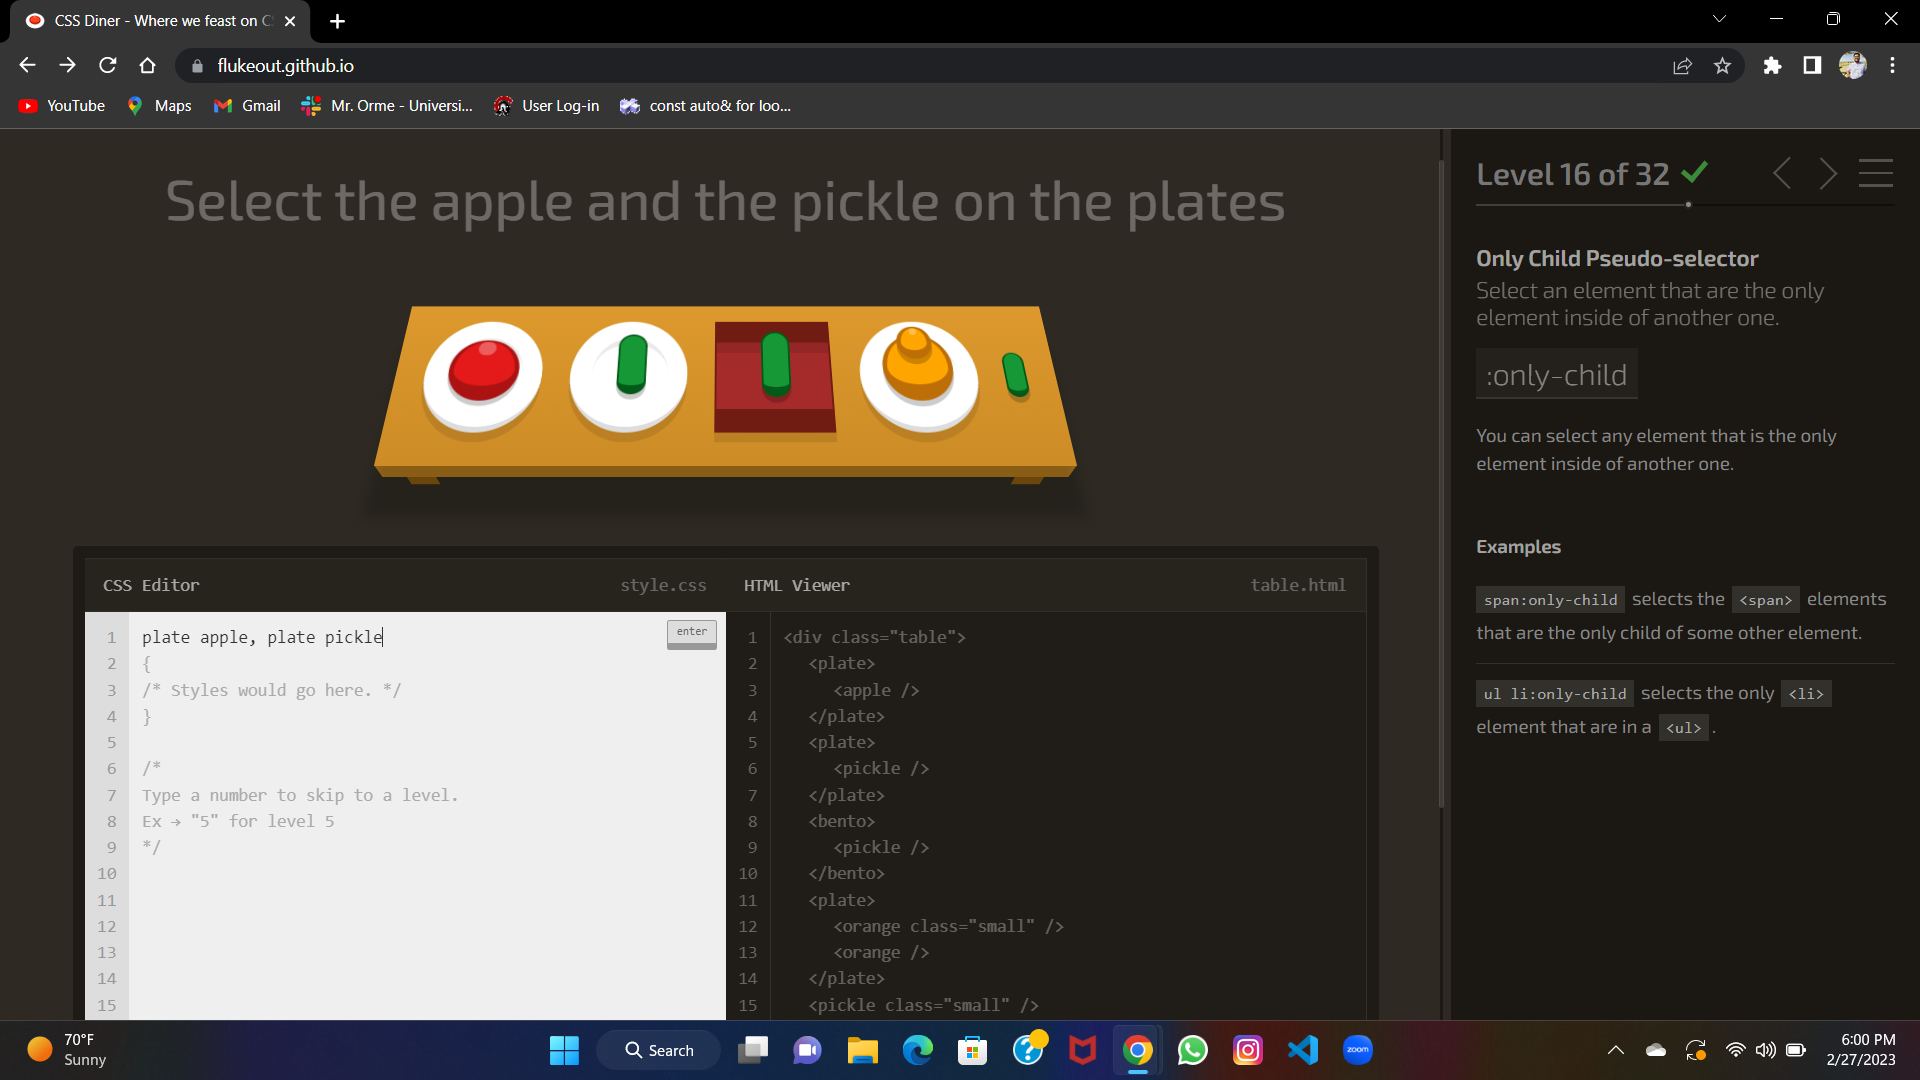 CSS Diner - Where we feast on C
flukeout.github.io
YouTube
Maps
Gmail
Mr. Orme - Universi...
User Log-in
const auto& for loo...
Select the apple and the pickle on the plates
CSS Editor
style.css
1 plate apple, plate pickle
enter
2 {
3 /* Styles would go here. */
4 }
5
6 /*
7 Type a number to skip to a level.
8 Ex → "5" for level 5
9 */
10
11
12
13
14
15
HTML Viewer
table.html
1 <div class="table">
2 <plate>
3 <apple />
4 </plate>
5 <plate>
6 <pickle />
7 </plate>
8 <bento>
9 <pickle />
10 </bento>
11 <plate>
12 <orange class="small" />
13 <orange />
14 </plate>
15 <pickle class="small" />
Level 16 of 32
Only Child Pseudo-selector
Select an element that are the only
element inside of another one.
:only-child
You can select any element that is the only
element inside of another one.
Examples
span:only-child selects the <span> elements
that are the only child of some other element.
ul li:only-child selects the only <li>
element that are in a <ul> .
70°F
Sunny
Search
zoom
6:00 PM
2/27/2023